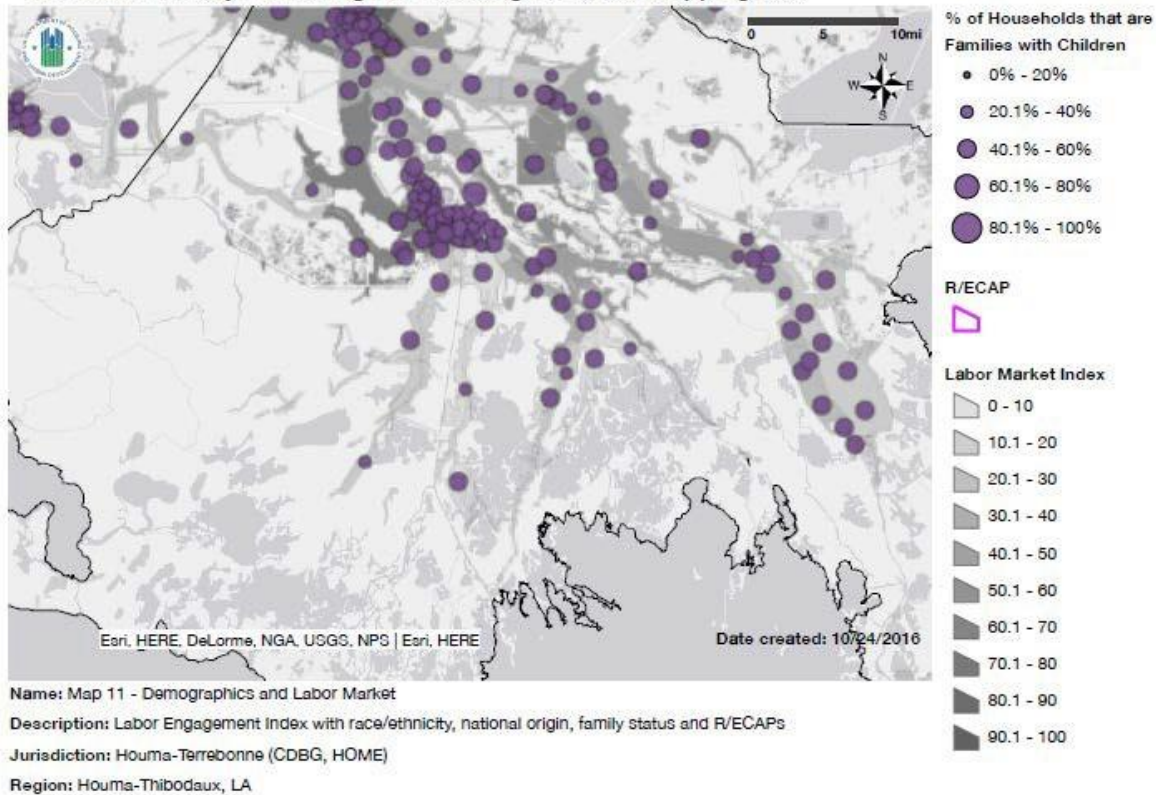 0 5 10mi
N
W E
S
Esri, HERE, DeLorme, NGA, USGS, NPS | Esri, HERE
Date created: 10/24/2016
% of Households that are
Families with Children
0% - 20%
20.1% - 40%
40.1% - 60%
60.1% - 80%
80.1% - 100%
R/ECAP
Labor Market Index
0 - 10
10.1 - 20
20.1 - 30
30.1 - 40
40.1 - 50
50.1 - 60
60.1 - 70
70.1 - 80
80.1 - 90
90.1 - 100
Name: Map 11 - Demographics and Labor Market
Description: Labor Engagement Index with race/ethnicity, national origin, family status and R/ECAPs
Jurisdiction: Houma-Terrebonne (CDBG, HOME)
Region: Houma-Thibodaux, LA